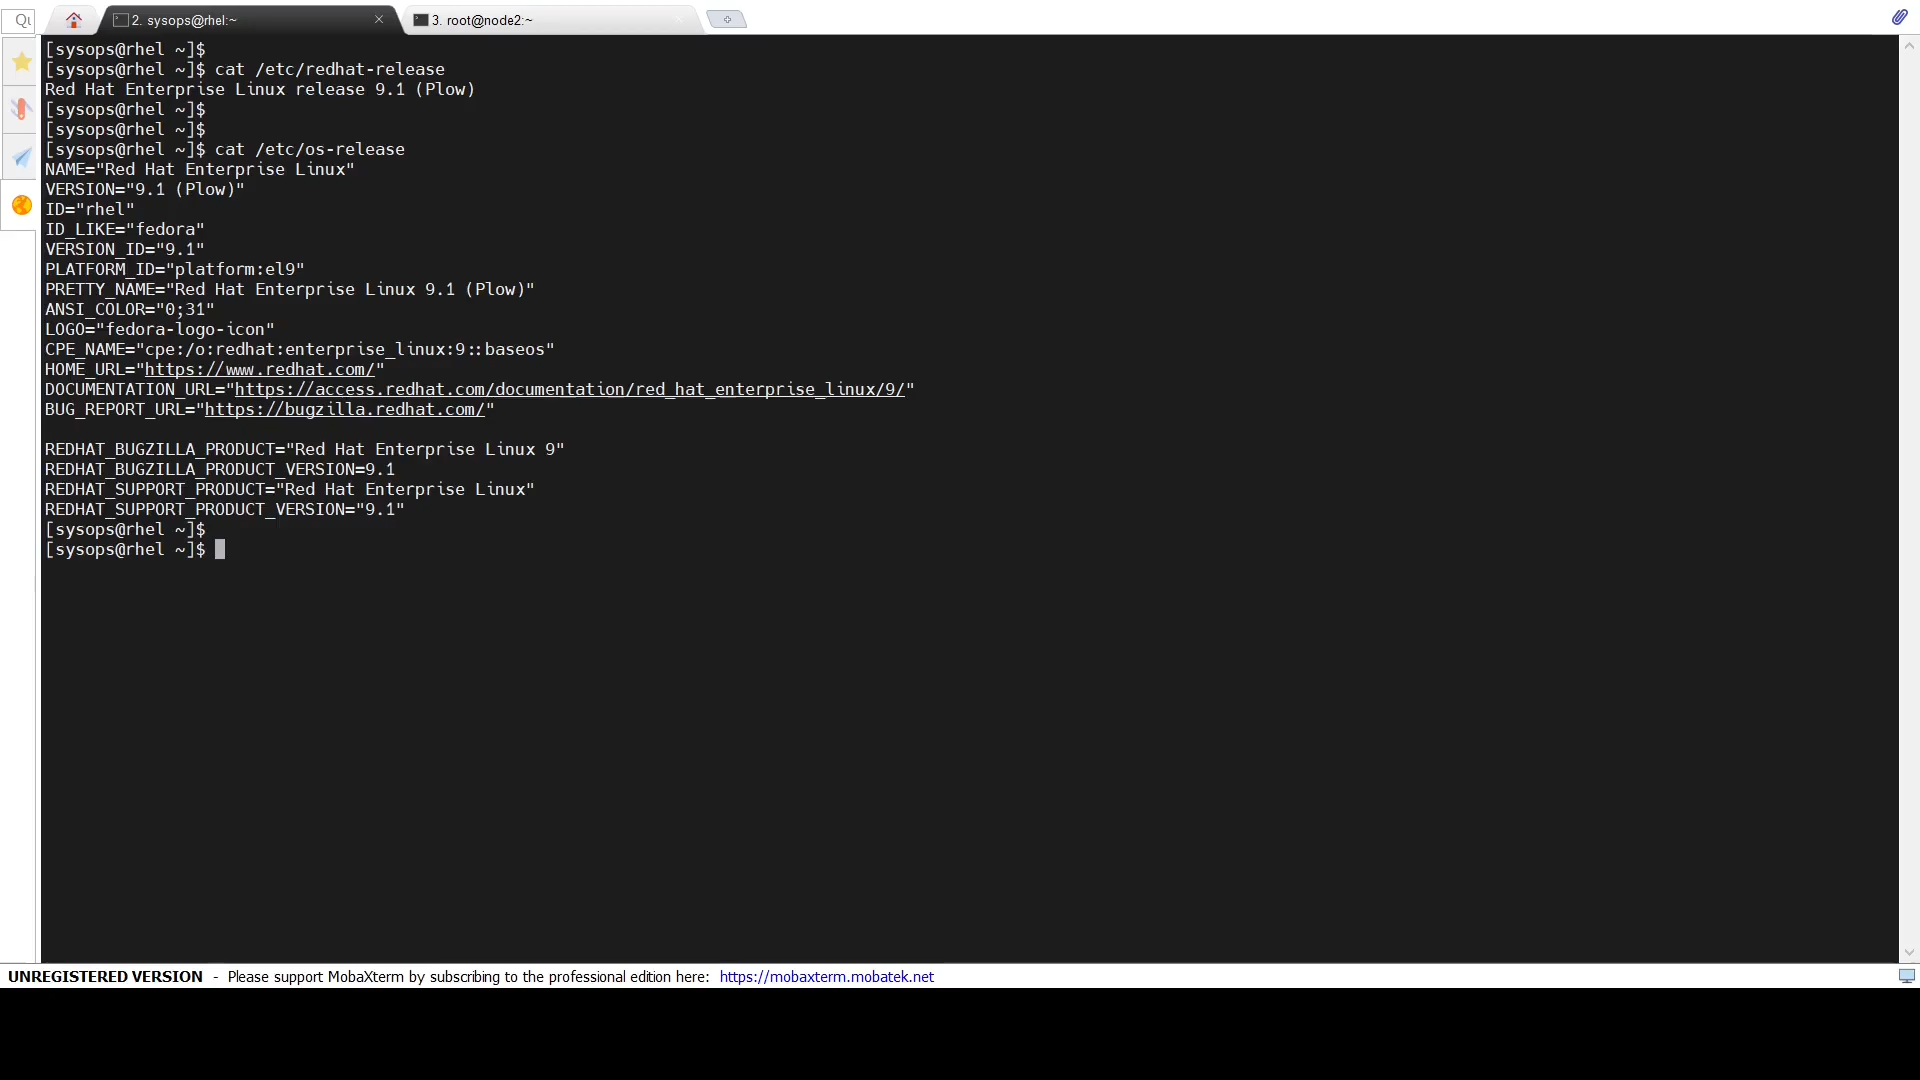 Qu
2. sysops@rhel:~
3. root@node2:~
[sysops@rhel ~]$
[sysops@rhel ~]$ cat /etc/redhat-release
Red Hat Enterprise Linux release 9.1 (Plow)
[sysops@rhel ~]$
[sysops@rhel ~]$
[sysops@rhel ~]$ cat /etc/os-release
NAME="Red Hat Enterprise Linux"
VERSION="9.1 (Plow)"
ID="rhel"
ID_LIKE="fedora"
VERSION_ID="9.1"
PLATFORM_ID="platform:el9"
PRETTY_NAME="Red Hat Enterprise Linux 9.1 (Plow)"
ANSI_COLOR="0;31"
LOGO="fedora-logo-icon"
CPE_NAME="cpe:/o:redhat:enterprise_linux:9::baseos"
HOME_URL="https://www.redhat.com/"
DOCUMENTATION_URL="https://access.redhat.com/documentation/red_hat_enterprise_linux/9/"
BUG_REPORT_URL="https://bugzilla.redhat.com/"
REDHAT_BUGZILLA_PRODUCT="Red Hat Enterprise Linux 9"
REDHAT_BUGZILLA_PRODUCT_VERSION=9.1
REDHAT_SUPPORT_PRODUCT="Red Hat Enterprise Linux"
REDHAT_SUPPORT_PRODUCT_VERSION="9.1"
[sysops@rhel ~]$
[sysops@rhel ~]$
UNREGISTERED VERSION - Please support MobaXterm by subscribing to the professional edition here: https://mobaxterm.mobatek.net